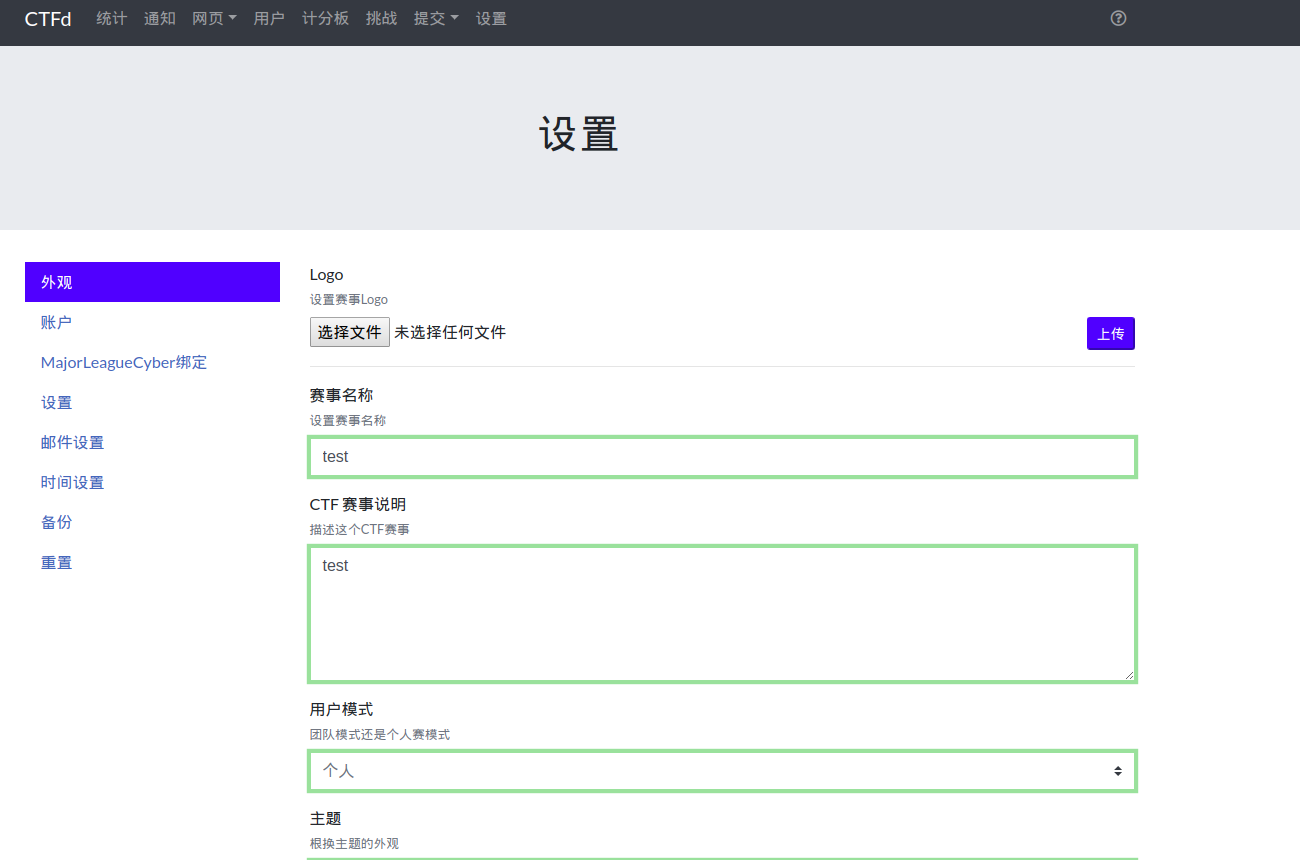 CTFd 统计 通知 网页 用户 计分板 挑战 提交 设置
设置
外观
账户
MajorLeagueCyber绑定
设置
邮件设置
时间设置
备份
重置
Logo
设置赛事Logo
选择文件 未选择任何文件
上传
赛事名称
设置赛事名称
test
CTF 赛事说明
描述这个CTF赛事
test
用户模式
团队模式还是个人赛模式
个人
主题
根换主题的外观